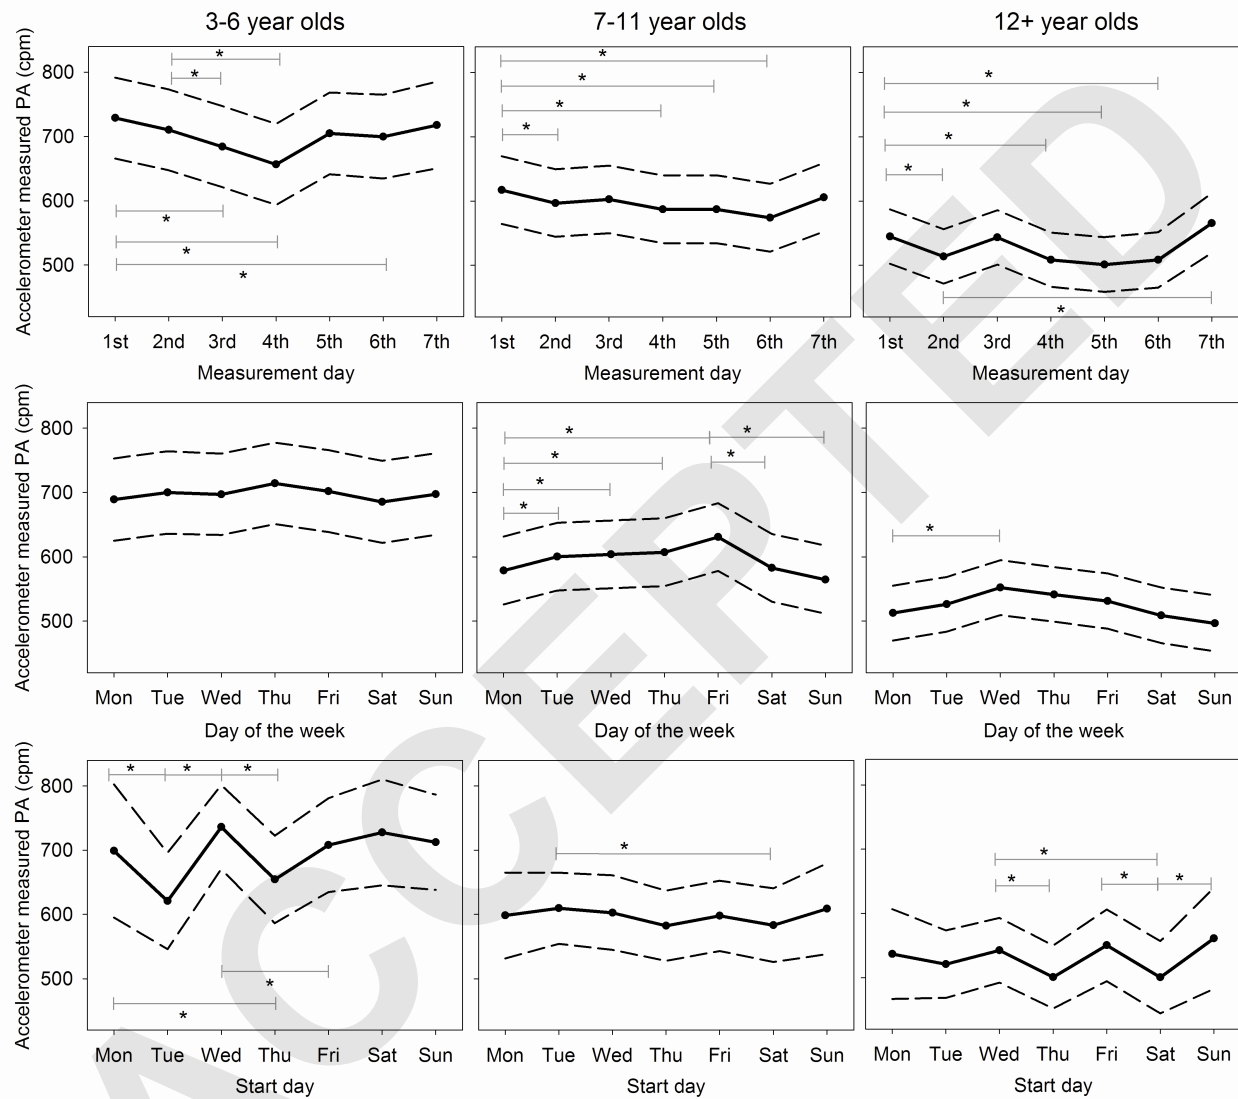 3-6 year olds 7-11 year olds 12+ year olds
Accelerometer measured PA (cpm)
800
700
600
500
* * * * *
* * * *
* * * * *
1st 2nd 3rd 4th 5th 6th 7th 1st 2nd 3rd 4th 5th 6th 7th 1st 2nd 3rd 4th 5th 6th 7th
Measurement day Measurement day Measurement day
Accelerometer measured PA (cpm)
800
700
600
500
* * * * * *
*
Mon Tue Wed Thu Fri Sat Sun Mon Tue Wed Thu Fri Sat Sun Mon Tue Wed Thu Fri Sat Sun
Day of the week Day of the week Day of the week
Accelerometer measured PA (cpm)
800
700
600
500
* * * * *
*
* * * *
Mon Tue Wed Thu Fri Sat Sun Mon Tue Wed Thu Fri Sat Sun Mon Tue Wed Thu Fri Sat Sun
Start day Start day Start day
ACCEPTED